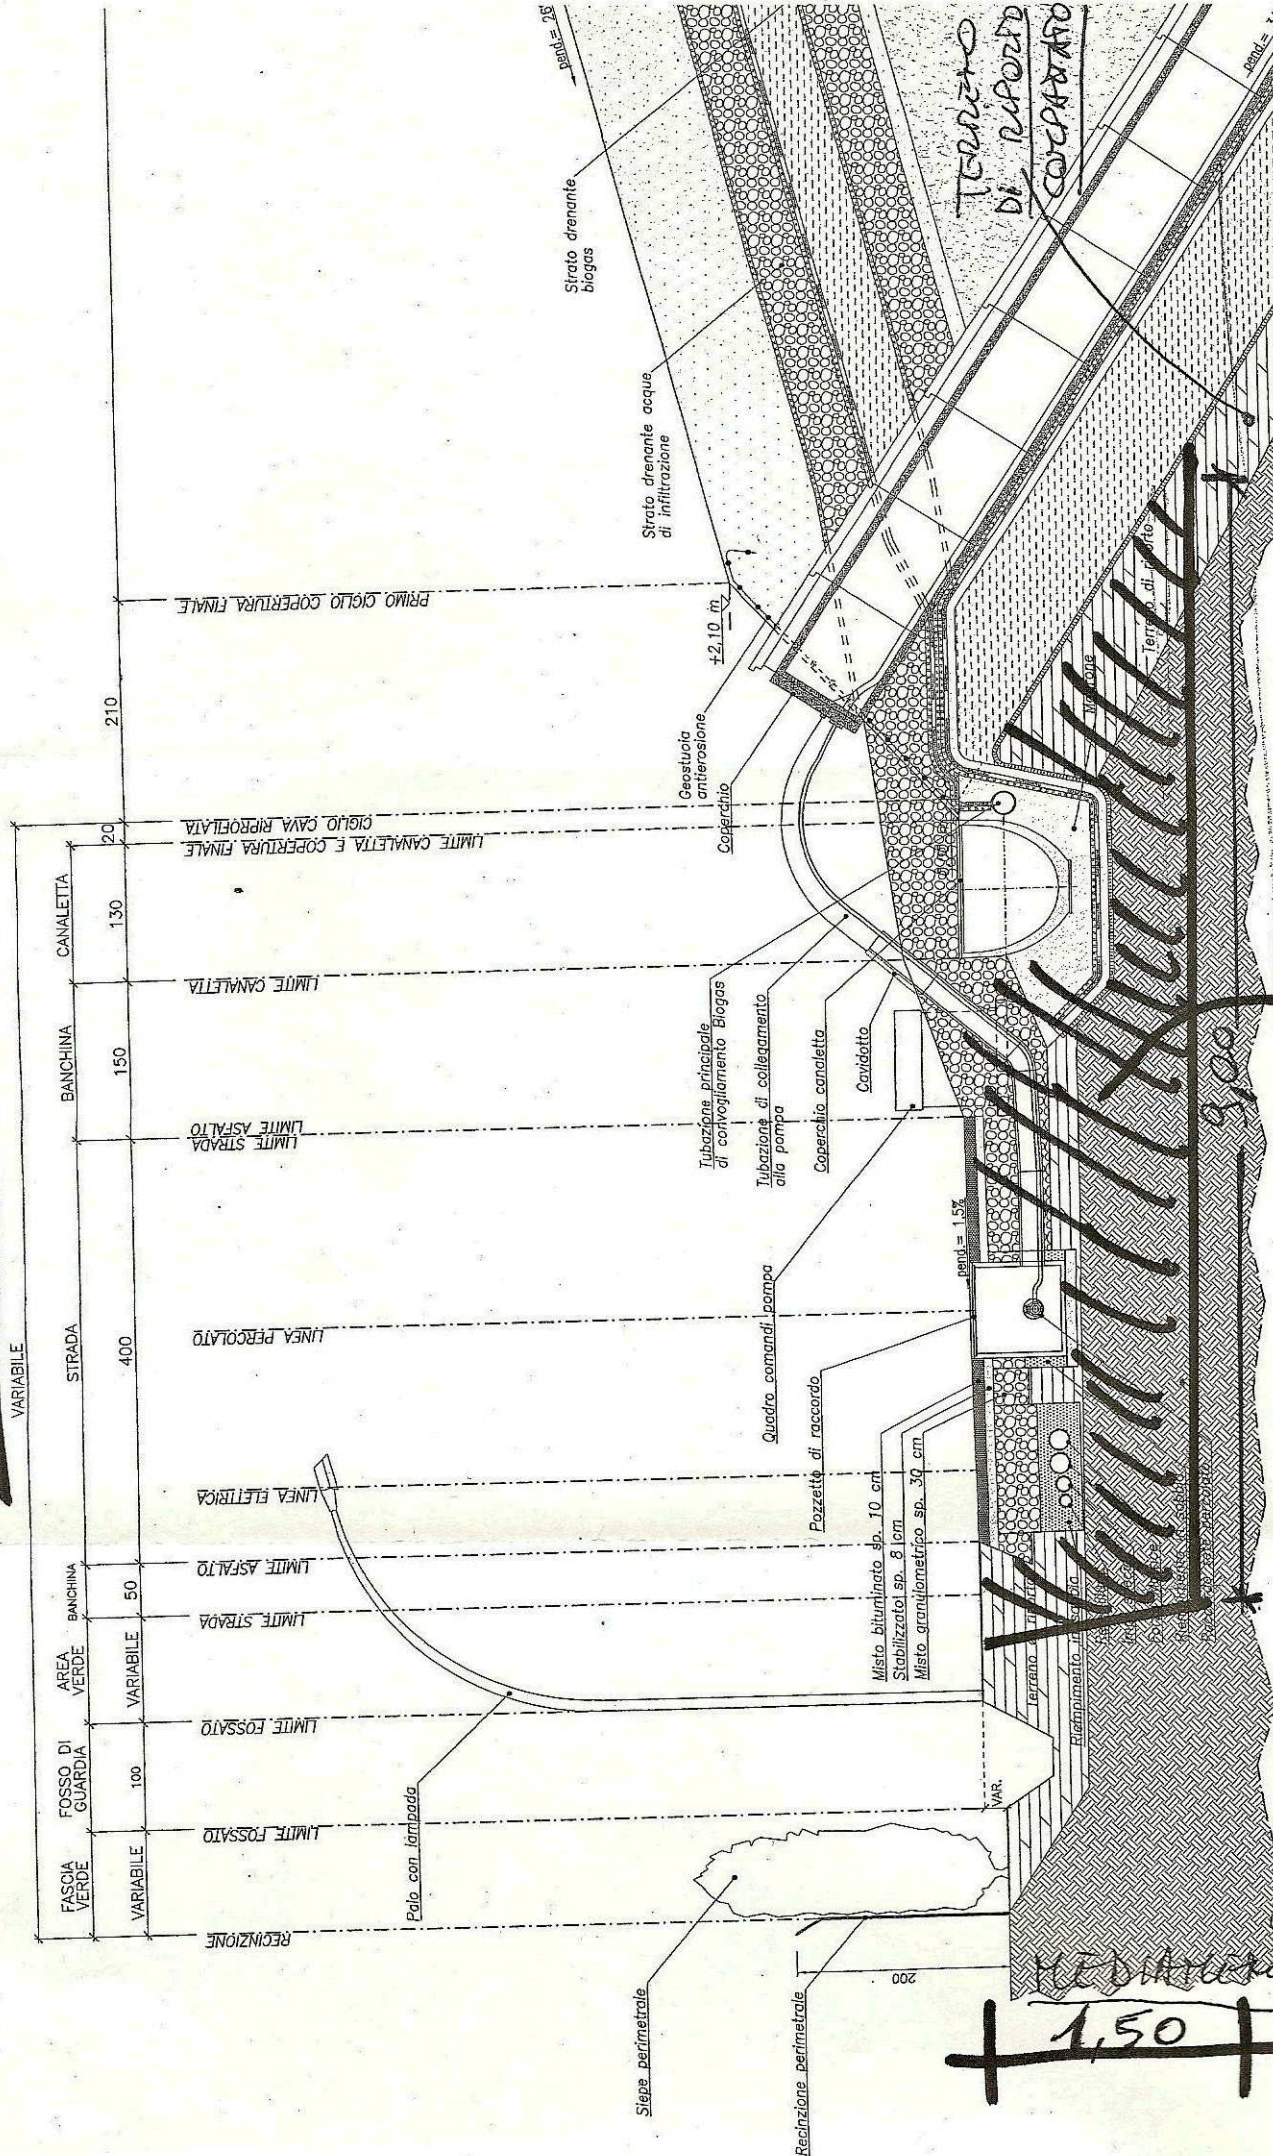 VARIABILE
FASCIA
VERDE
FOSSO DI
GUARDIA
AREA
VERDE
BANCHINA
STRADA
BANCHINA
CANALETTA
VARIABILE
100
VARIABILE
50
400
150
130
20
210
RECINZIONE
LIMITE FOSSATO
LIMITE FOSSATO
LIMITE STRADA
LIMITE ASFALTO
LINEA ELETTRICA
LINEA PERCOLATO
LIMITE STRADA
LIMITE ASFALTO
LIMITE CANALETTA
LIMITE CANALETTA E COPERTURA FINALE
CIGLIO CAVA RIPROFILATA
PRIMO CIGLIO COPERTURA FINALE
pend.= 26
Strato drenante
biogas
Strato drenante acque
di infiltrazione
+2,10 m
Geostuoia
antierosione
Coperchio
Tubazione principale
di convogliamento Biogas
Tubazione di collegamento
alla pompa
Coperchio canaletta
Cavidotto
Quadro comandi pompa
Pozzetto di raccordo
pend.= 1.5%
Misto bituminato sp. 10 cm
Stabilizzato sp. 8 cm
Misto granulometrico sp. 30 cm
Palo con lampada
Siepe perimetrale
Recinzione perimetrale
200
VAR.
Terreno
Riempimento
Terreno di riporto
TERRENO
DI RIPORTO
COMPATTATO
pend.=
9,00
1,50